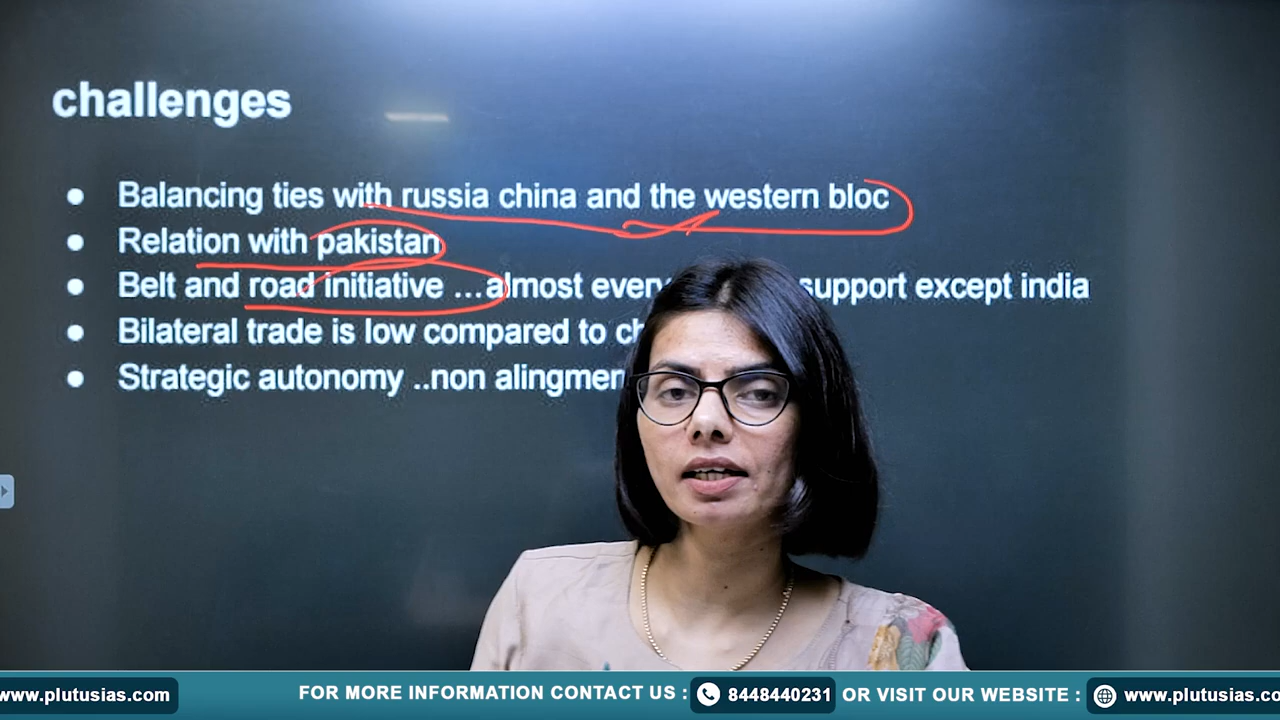 challenges
● Balancing ties with russia china and the western bloc
● Relation with pakistan
● Belt and road initiative ...almost every support except india
● Bilateral trade is low compared to
● Strategic autonomy ..non
www.plutusias.com FOR MORE INFORMATION CONTACT US : 8448440231 OR VISIT OUR WEBSITE : www.plutusias.co